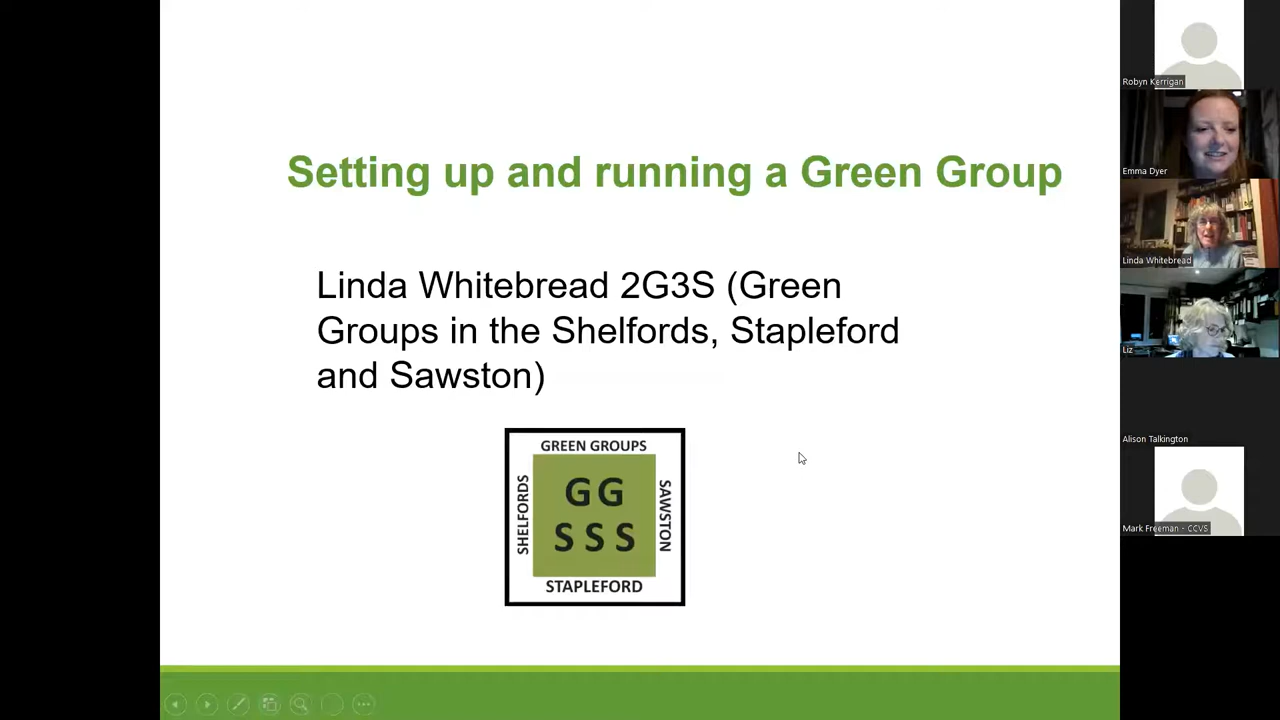 Setting up and running a Green Group
Linda Whitebread 2G3S (Green
Groups in the Shelfords, Stapleford
and Sawston)
GREEN GROUPS
SHELFORDS
GG
SSS
SAWSTON
STAPLEFORD
Robyn Kerrigan
Emma Dyer
Linda Whitebread
Liz
Alison Talkington
Mark Freeman - CCVS